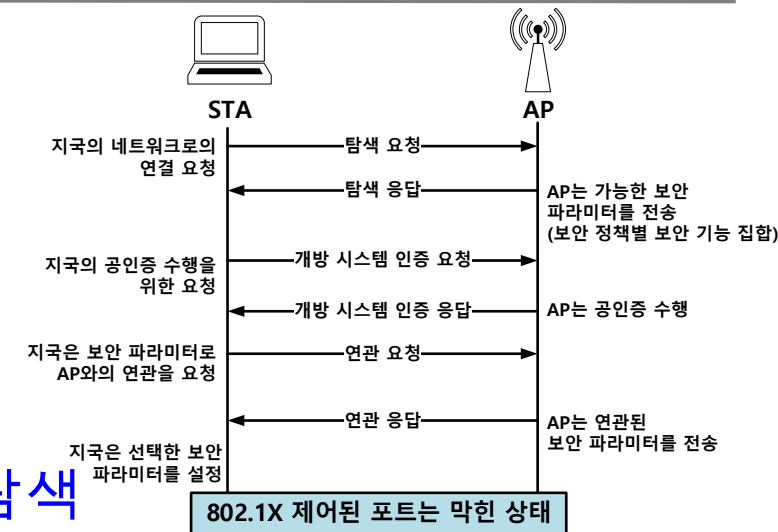 STA
AP
지국의 네트워크로의
연결 요청
탐색 요청
탐색 응답
AP는 가능한 보안
파라미터를 전송
(보안 정책별 보안 기능 집합)
지국의 공인증 수행을
위한 요청
개방 시스템 인증 요청
개방 시스템 인증 응답
AP는 공인증 수행
지국은 보안 파라미터로
AP와의 연관을 요청
연관 요청
연관 응답
AP는 연관된
보안 파라미터를 전송
지국은 선택한 보안
파라미터를 설정
탐색
802.1X 제어된 포트는 막힌 상태